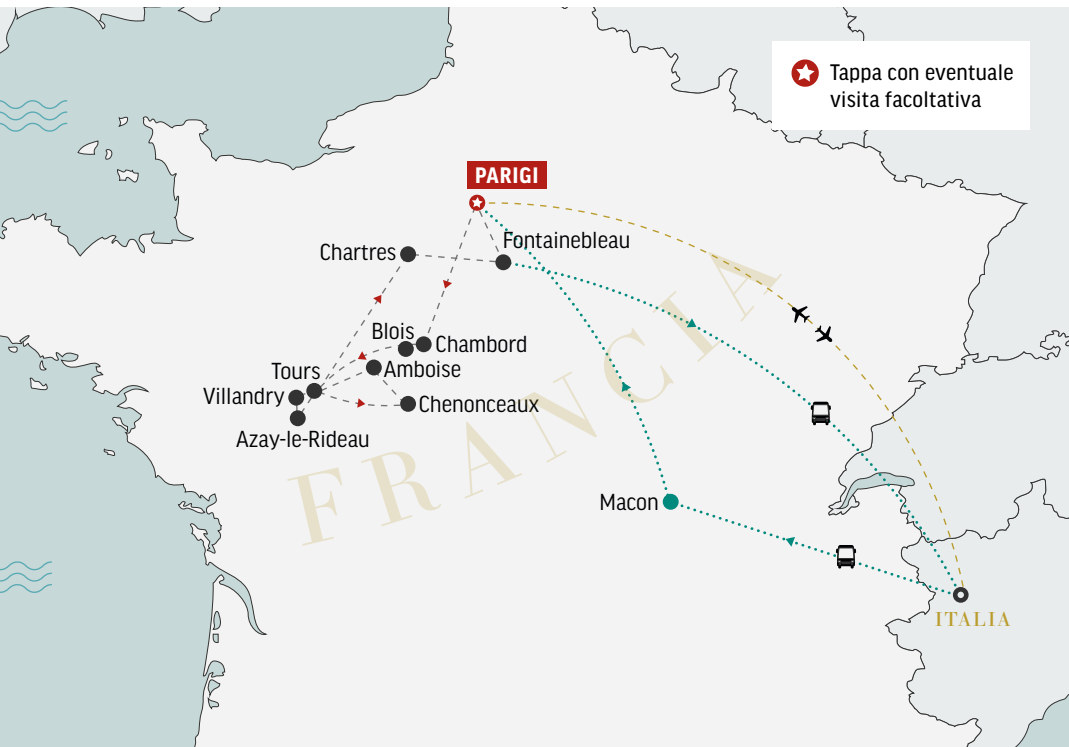 Tappa con eventuale
visita facoltativa
PARIGI
Fontainebleau
Chartres
Blois
Chambord
Amboise
Tours
Villandry
Chenonceaux
Azay-le-Rideau
FRANCIA
Macon
ITALIA